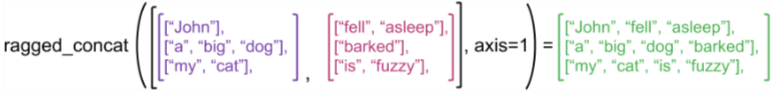 ["John"], ["fell", "asleep"], ["John", "fell", "asleep"],
ragged_concat ([[["a", "big", "dog"], ["barked"], , axis=1) = ["a", "big", "dog", "barked"],
["my", "cat"], ], ["is", "fuzzy"], ]] ["my", "cat", "is", "fuzzy"], ]